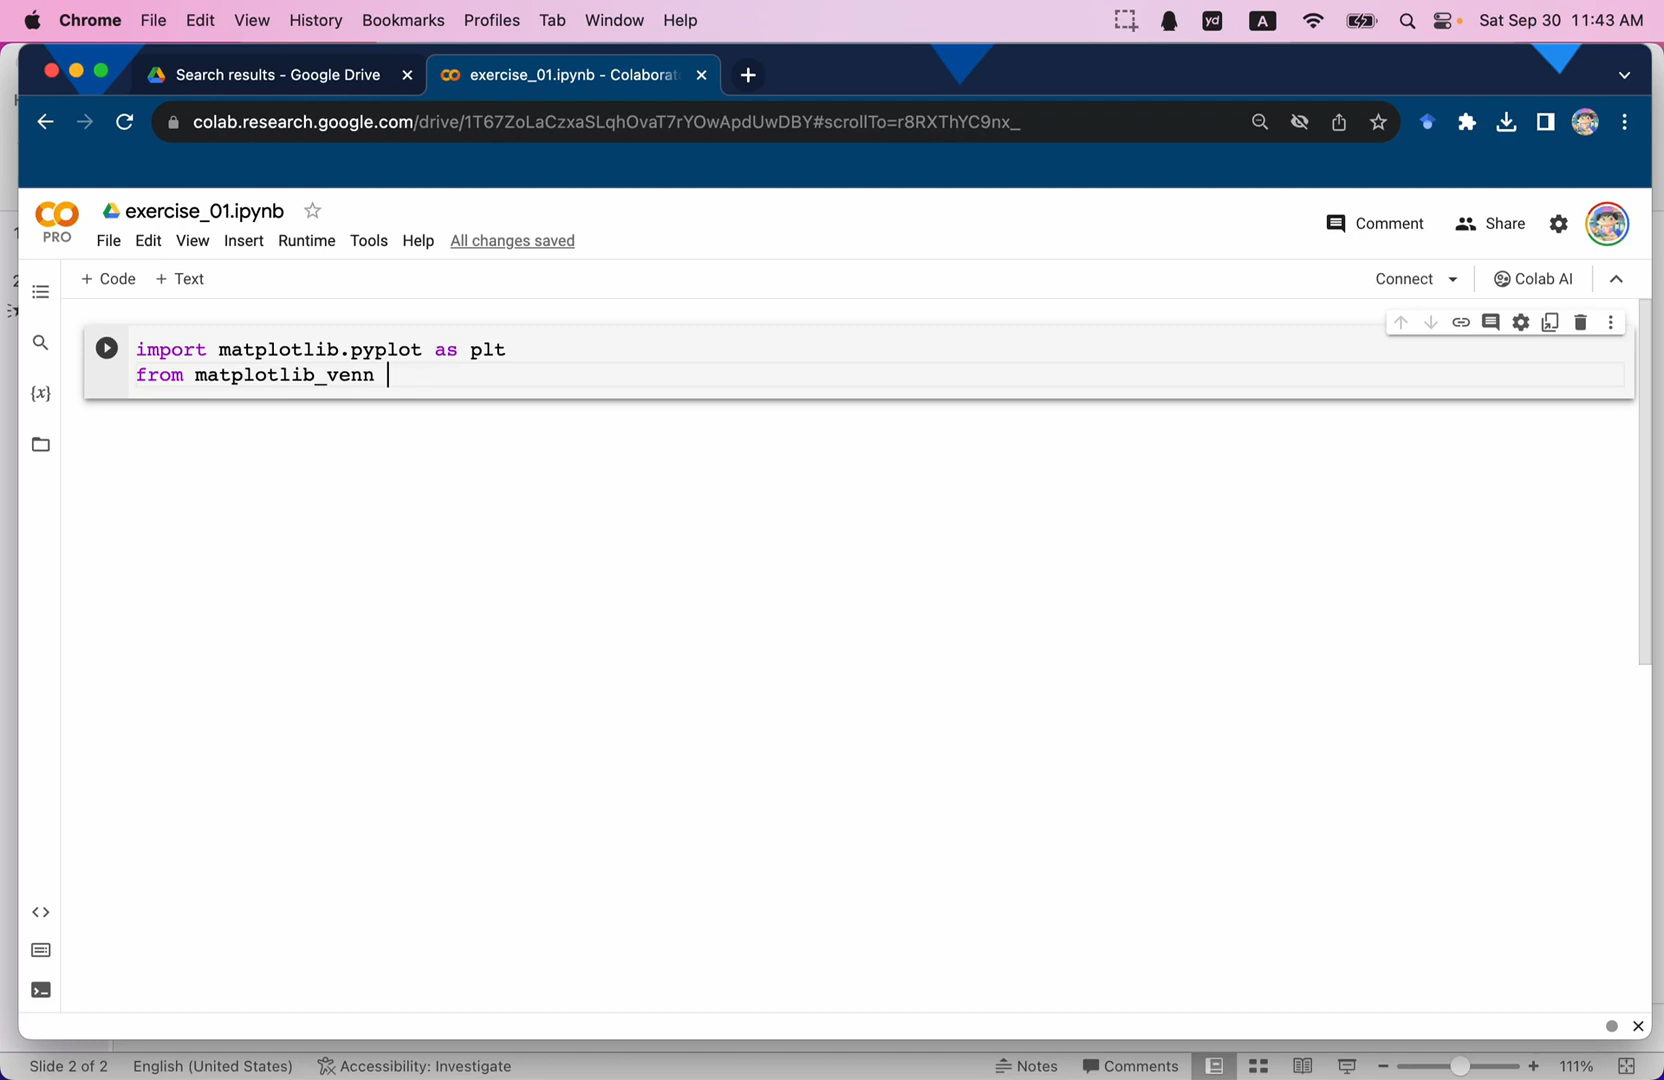 Chrome File Edit View History Bookmarks Profiles Tab Window Help yd A Sat Sep 30 11:43 AM
Search results - Google Drive exercise_01.ipynb - Colaborat
colab.research.google.com/drive/1T67ZoLaCzxaSLqhOvaT7rYOwApdUwDBY#scrollTo=r8RXThYC9nx_
CO PRO
exercise_01.ipynb
Comment Share
File Edit View Insert Runtime Tools Help All changes saved
+ Code + Text Connect Colab AI
import matplotlib.pyplot as plt
from matplotlib_venn
{x}
Slide 2 of 2 English (United States) Accessibility: Investigate Notes Comments 111%